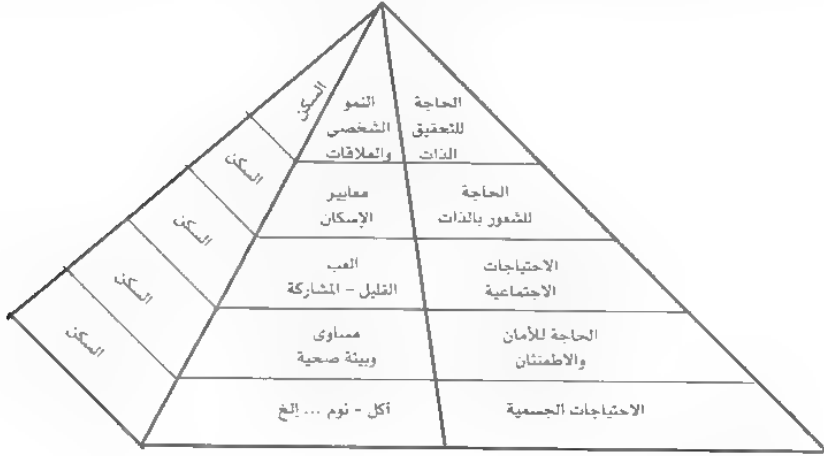 السكن
النمو
الشخصي
والعلاقات
الحاجة
للتحقيق
الذات
السكن
معايير
الإسكان
الحاجة
للشعور بالذات
السكن
العب
القليل - المشاركة
الاحتياجات
الاجتماعية
السكن
مساوى
وبيئة صحية
الحاجة للأمان
والاطمئنان
السكن
أكل - نوم ... إلخ
الاحتياجات الجسمية